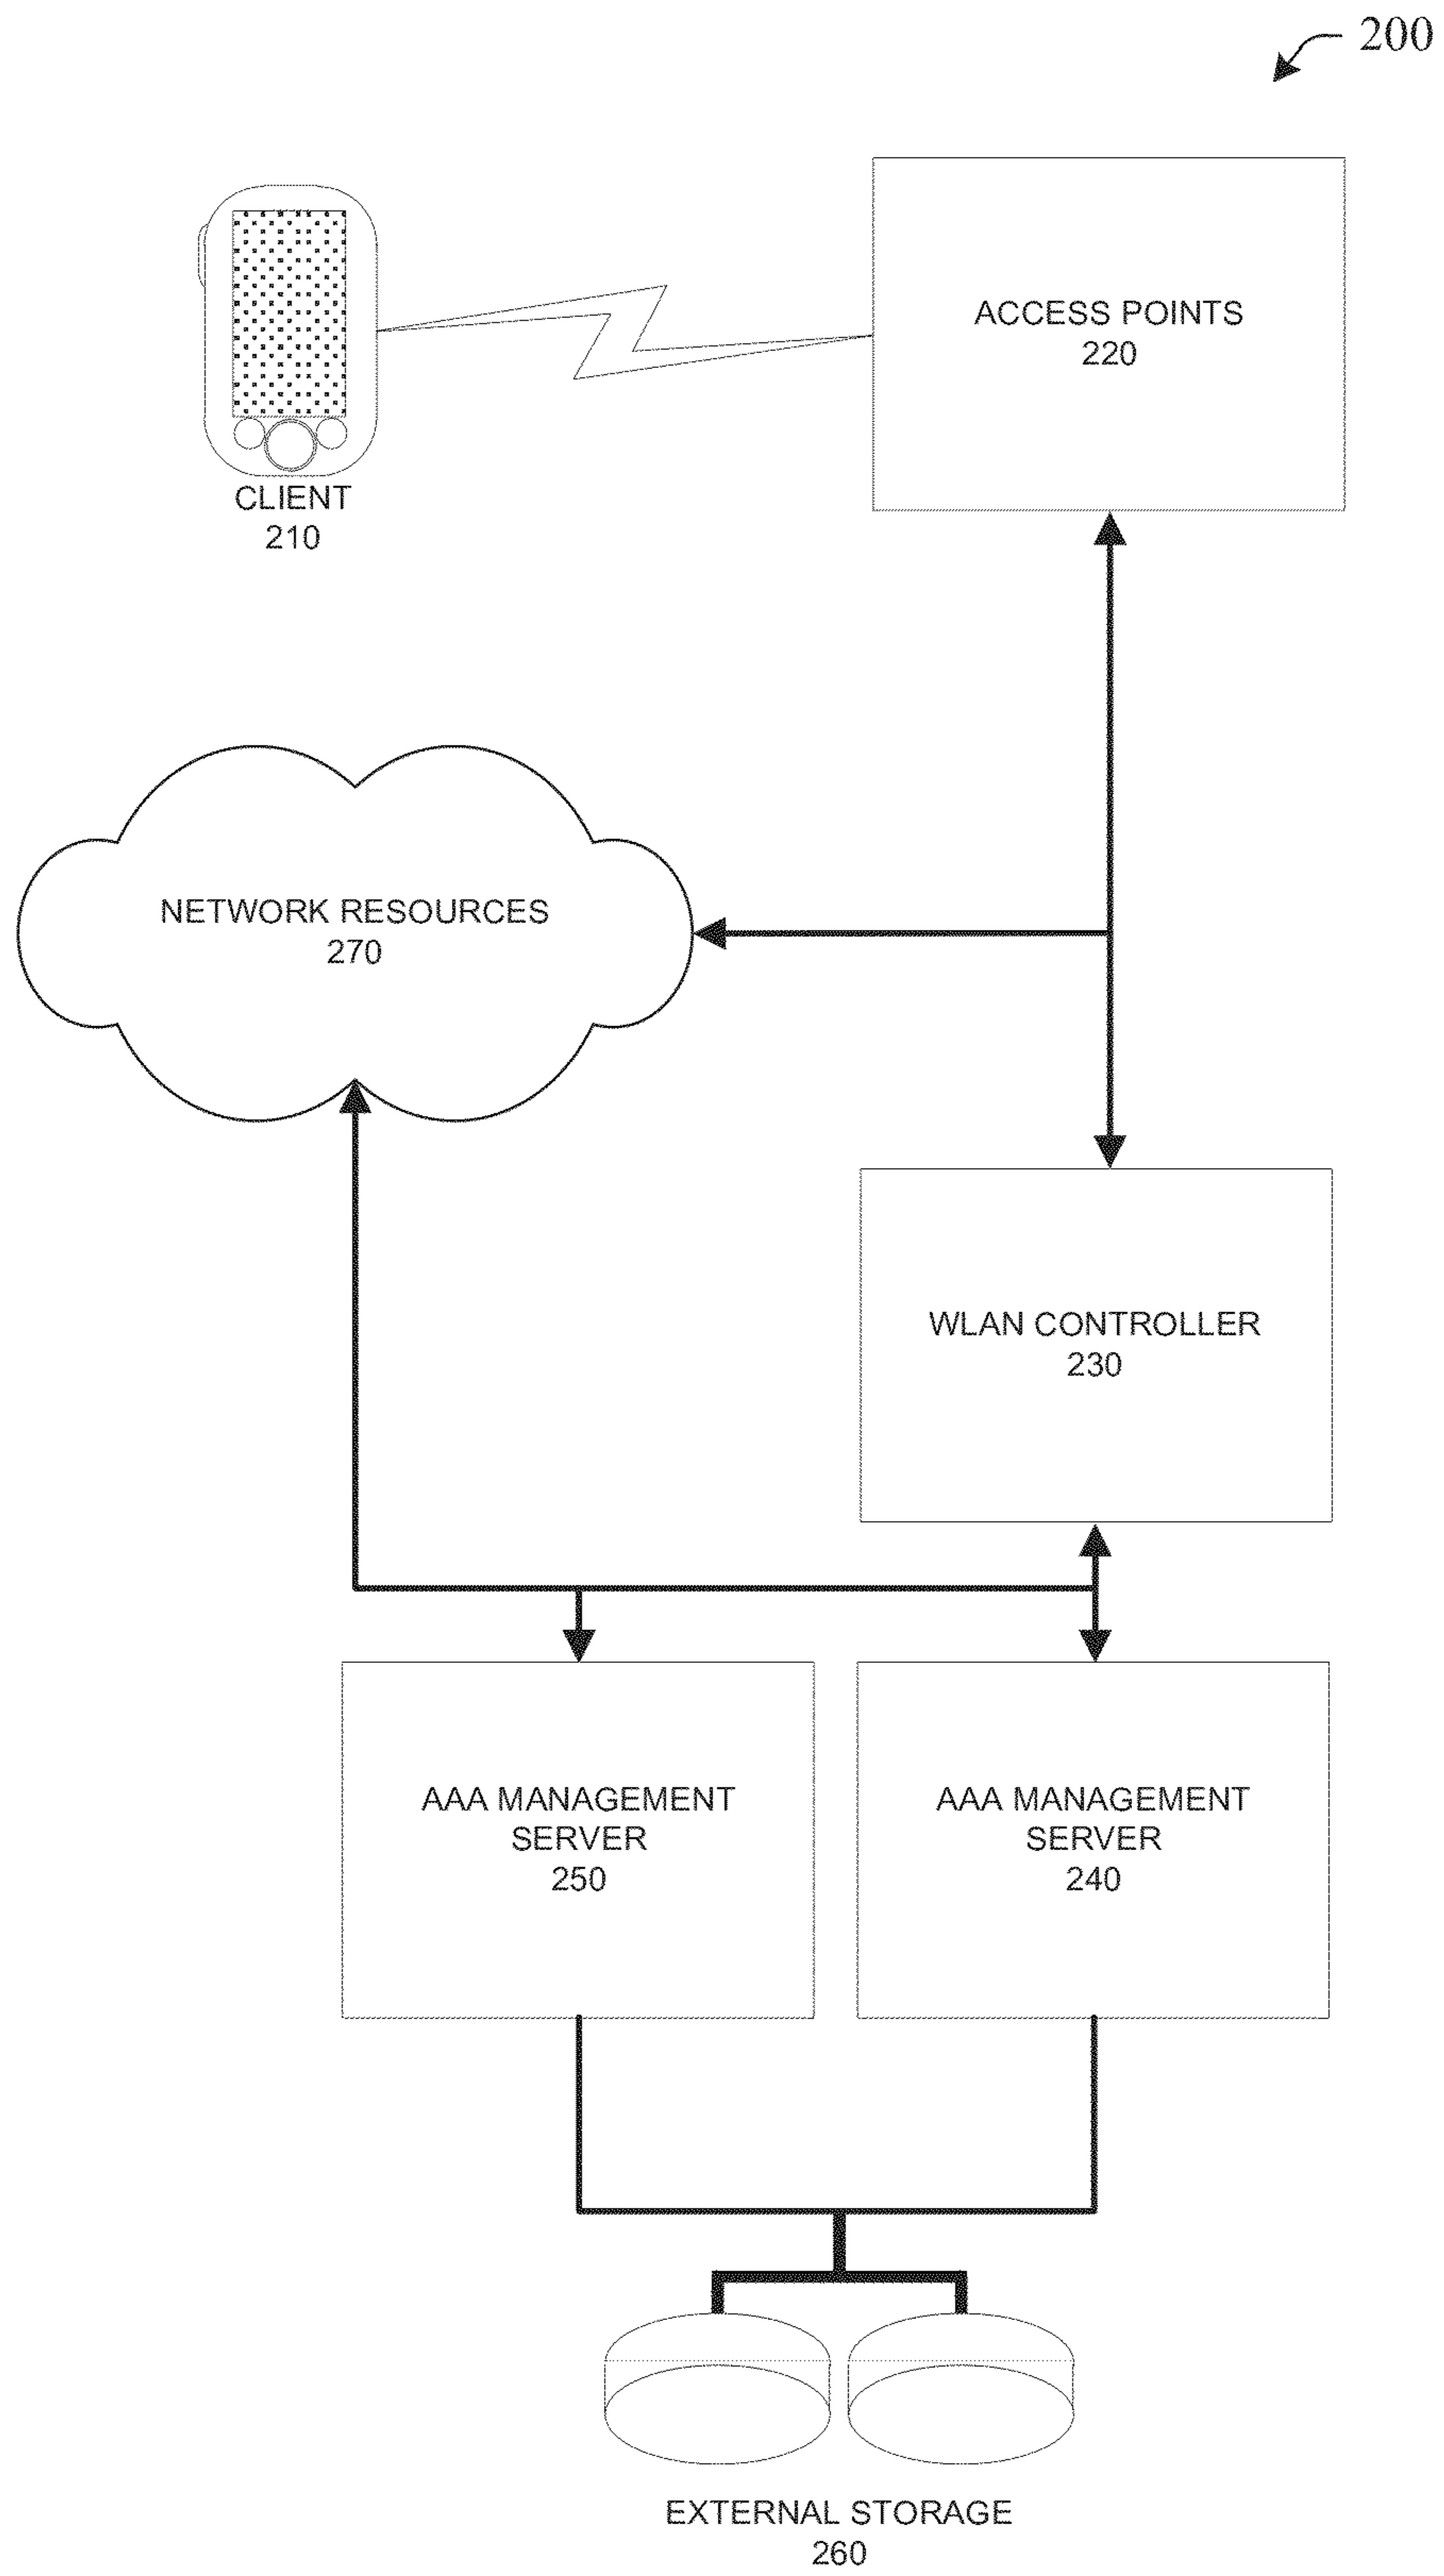 200
ACCESS POINTS
220
CLIENT
210
NETWORK RESOURCES
270
WLAN CONTROLLER
230
AAA MANAGEMENT
SERVER
250
AAA MANAGEMENT
SERVER
240
EXTERNAL STORAGE
260